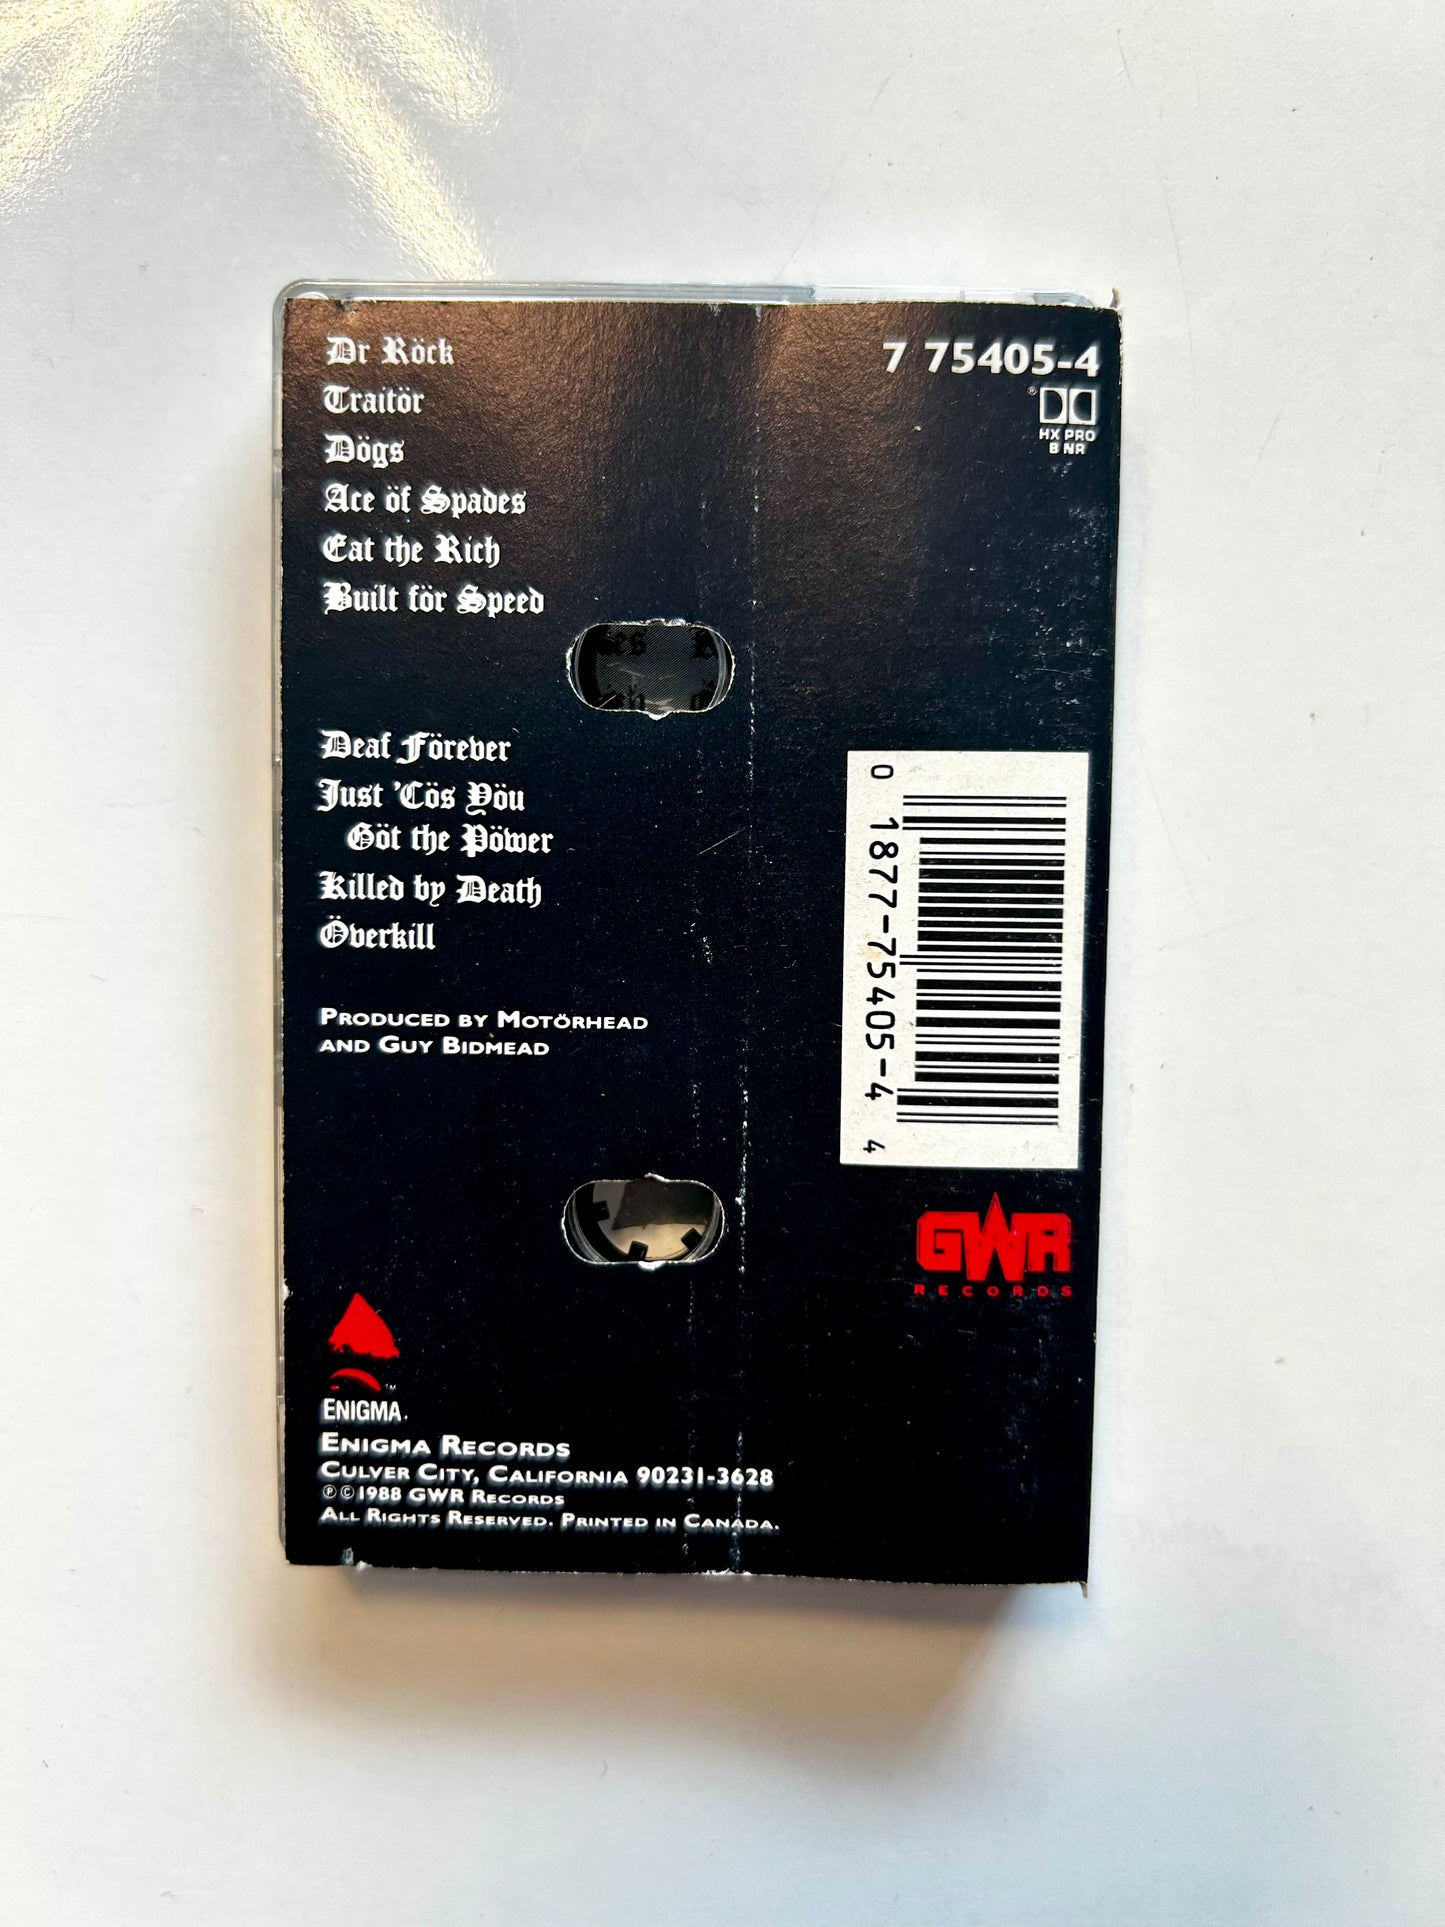 Dr Röck
Traitör
Dögs
Ace öf Spades
Eat the Rich
Built för Speed
7 75405-4
®
HX PRO
B NR
Deaf Förever
Just 'Cös Yöu
Göt the Pöwer
Killed by Death
Överkill
PRODUCED BY MOTÖRHEAD
AND GUY BIDMEAD
0 1877-75405-4 4
GWR
RECORDS
™
ENIGMA.
ENIGMA RECORDS
CULVER CITY, CALIFORNIA 90231-3628
℗©1988 GWR RECORDS
ALL RIGHTS RESERVED. PRINTED IN CANADA.